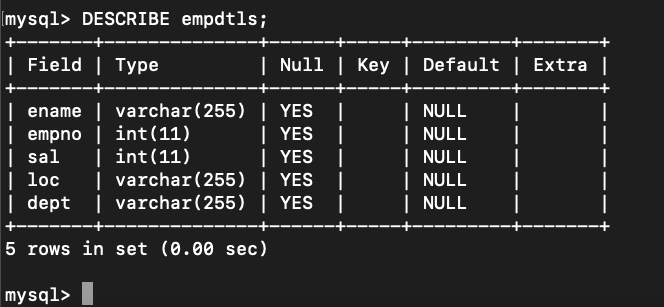 mysql> DESCRIBE empdtls;
+-------+--------------+------+-----+---------+-------+
| Field | Type         | Null | Key | Default | Extra |
+-------+--------------+------+-----+---------+-------+
| ename | varchar(255) | YES  |     | NULL    |       |
| empno | int(11)      | YES  |     | NULL    |       |
| sal   | int(11)      | YES  |     | NULL    |       |
| loc   | varchar(255) | YES  |     | NULL    |       |
| dept  | varchar(255) | YES  |     | NULL    |       |
+-------+--------------+------+-----+---------+-------+
5 rows in set (0.00 sec)
mysql>